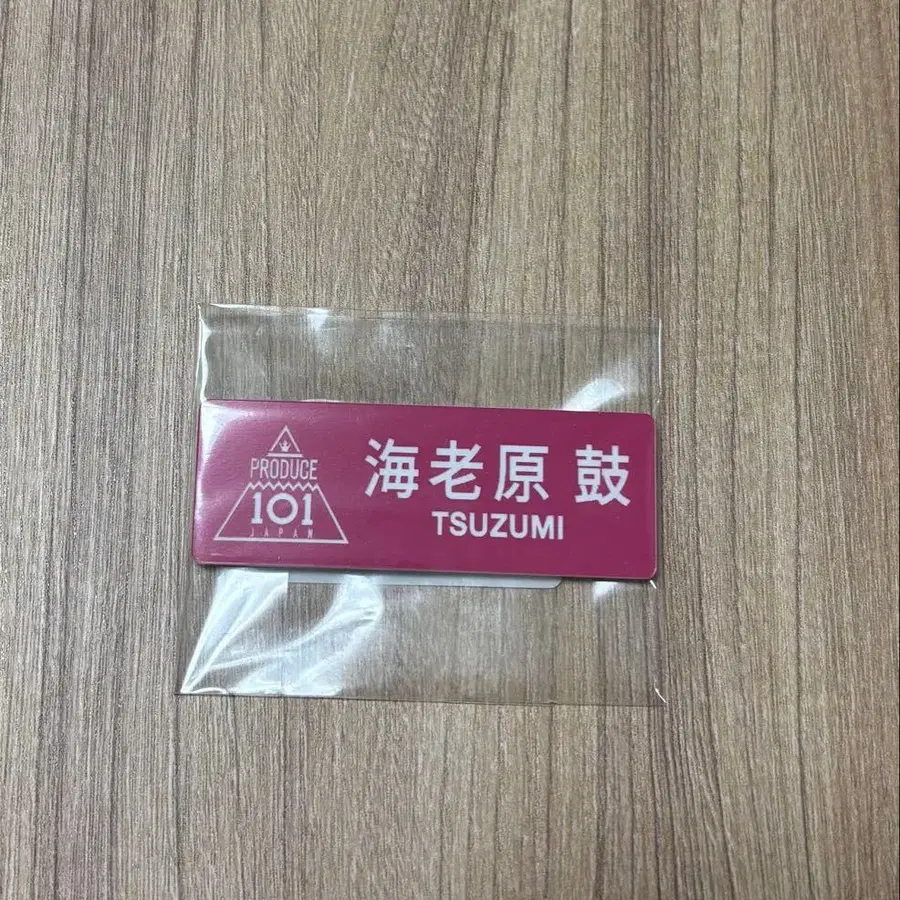 PRODUCE
101
JAPAN
海老原 鼓
TSUZUMI